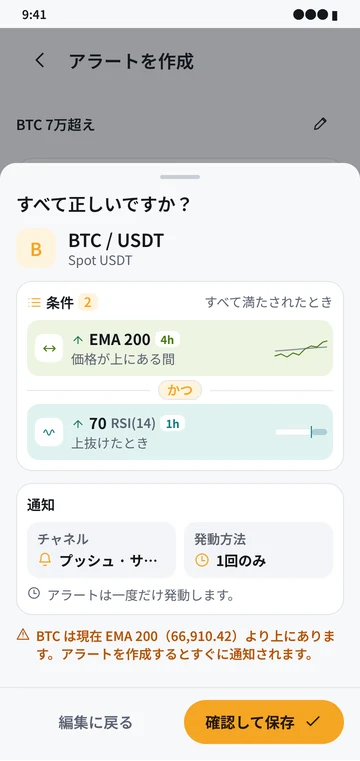 9:41
アラートを作成
BTC 7万超え
すべて正しいですか？
B
BTC / USDT
Spot USDT
条件 2
すべて満たされたとき
EMA 200 4h
価格が上にある間
かつ
70 RSI(14) 1h
上抜けたとき
通知
チャネル
プッシュ・サ…
発動方法
1回のみ
アラートは一度だけ発動します。
BTC は現在 EMA 200（66,910.42）より上にありま
す。アラートを作成するとすぐに通知されます。
編集に戻る
確認して保存